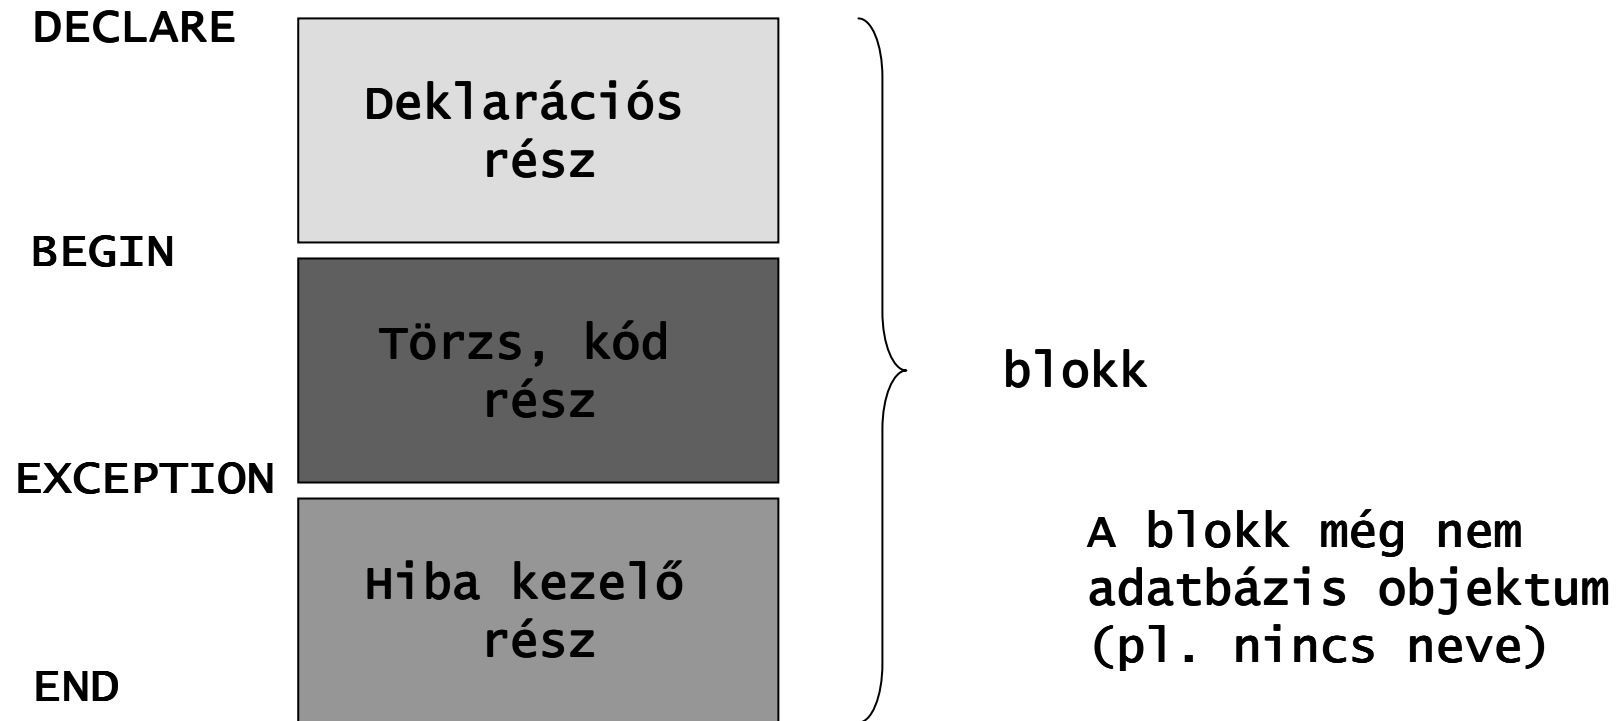 DECLARE
Deklarációs
rész
BEGIN
Törzs, kód
rész
blokk
EXCEPTION
A blokk még nem
adatbázis objektum
(pl. nincs neve)
Hiba kezelő
rész
END